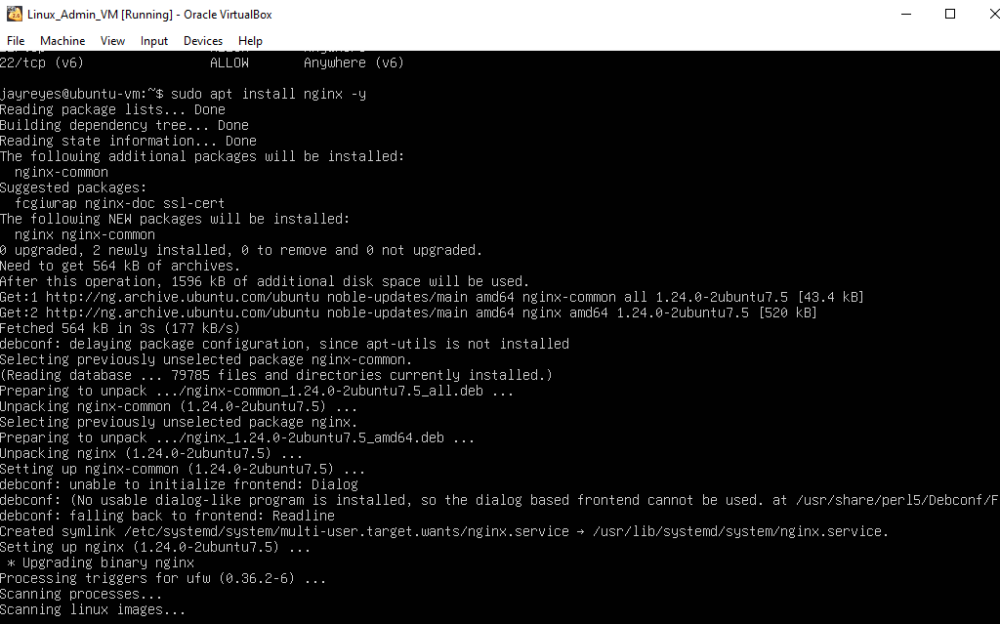 Linux_Admin_VM [Running] - Oracle VirtualBox
File Machine View Input Devices Help
22/tcp (v6) ALLOW Anywhere (v6)
jayreyes@ubuntu-vm:~$ sudo apt install nginx -y
Reading package lists... Done
Building dependency tree... Done
Reading state information... Done
The following additional packages will be installed:
nginx-common
Suggested packages:
fcgiwrap nginx-doc ssl-cert
The following NEW packages will be installed:
nginx nginx-common
0 upgraded, 2 newly installed, 0 to remove and 0 not upgraded.
Need to get 564 kB of archives.
After this operation, 1596 kB of additional disk space will be used.
Get:1 http://ng.archive.ubuntu.com/ubuntu noble-updates/main amd64 nginx-common all 1.24.0-2ubuntu7.5 [43.4 kB]
Get:2 http://ng.archive.ubuntu.com/ubuntu noble-updates/main amd64 nginx amd64 1.24.0-2ubuntu7.5 [520 kB]
Fetched 564 kB in 3s (177 kB/s)
debconf: delaying package configuration, since apt-utils is not installed
Selecting previously unselected package nginx-common.
(Reading database ... 79785 files and directories currently installed.)
Preparing to unpack .../nginx-common_1.24.0-2ubuntu7.5_all.deb ...
Unpacking nginx-common (1.24.0-2ubuntu7.5) ...
Selecting previously unselected package nginx.
Preparing to unpack .../nginx_1.24.0-2ubuntu7.5_amd64.deb ...
Unpacking nginx (1.24.0-2ubuntu7.5) ...
Setting up nginx-common (1.24.0-2ubuntu7.5) ...
debconf: unable to initialize frontend: Dialog
debconf: (No usable dialog-like program is installed, so the dialog based frontend cannot be used. at /usr/share/perl5/Debconf/F
debconf: falling back to frontend: Readline
Created symlink /etc/systemd/system/multi-user.target.wants/nginx.service → /usr/lib/systemd/system/nginx.service.
Setting up nginx (1.24.0-2ubuntu7.5) ...
* Upgrading binary nginx
Processing triggers for ufw (0.36.2-6) ...
Scanning processes...
Scanning linux images...